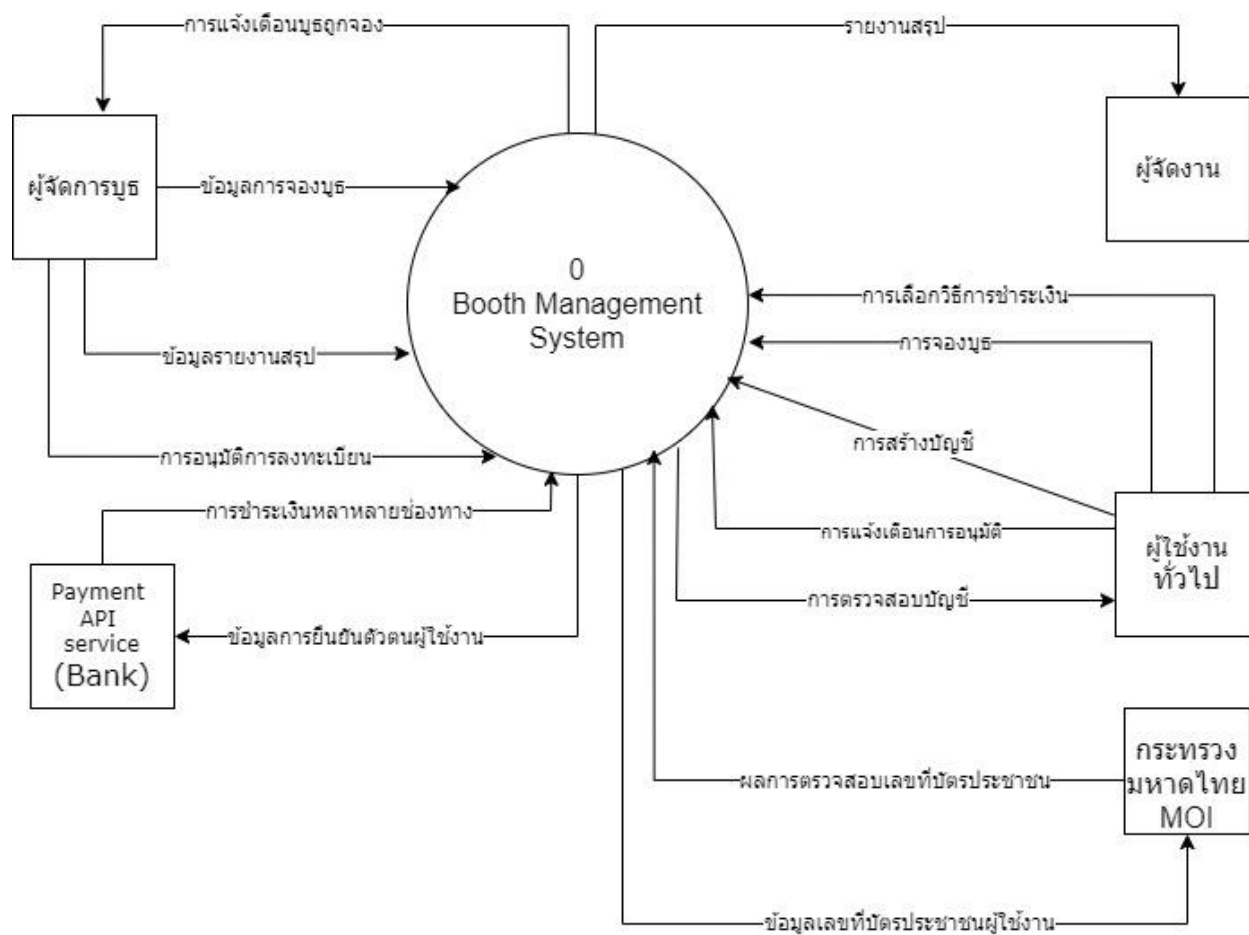 การแจ้งเตือนบูธถูกจอง
รายงานสรุป
ผู้จัดการบูธ
ข้อมูลการจองบูธ
ผู้จัดงาน
0
Booth Management
System
การเลือกวิธีการชำระเงิน
การจองบูธ
ข้อมูลรายงานสรุป
การสร้างบัญชี
การอนุมัติการลงทะเบียน
การชำระเงินหลาหลายช่องทาง
การแจ้งเตือนการอนุมัติ
ผู้ใช้งาน
ทั่วไป
การตรวจสอบบัญชี
Payment
API
service
(Bank)
ข้อมูลการยืนยันตัวตนผู้ใช้งาน
กระทรวง
มหาดไทย
MOI
ผลการตรวจสอบเลขที่บัตรประชาชน
ข้อมูลเลขที่บัตรประชาชนผู้ใช้งาน